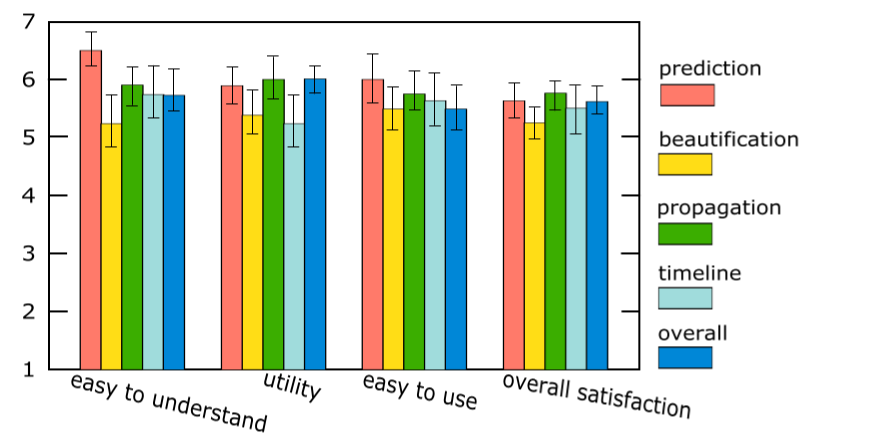 7
6
5
4
3
2
1
easy to understand
utility
easy to use
overall satisfaction
prediction
beautification
propagation
timeline
overall